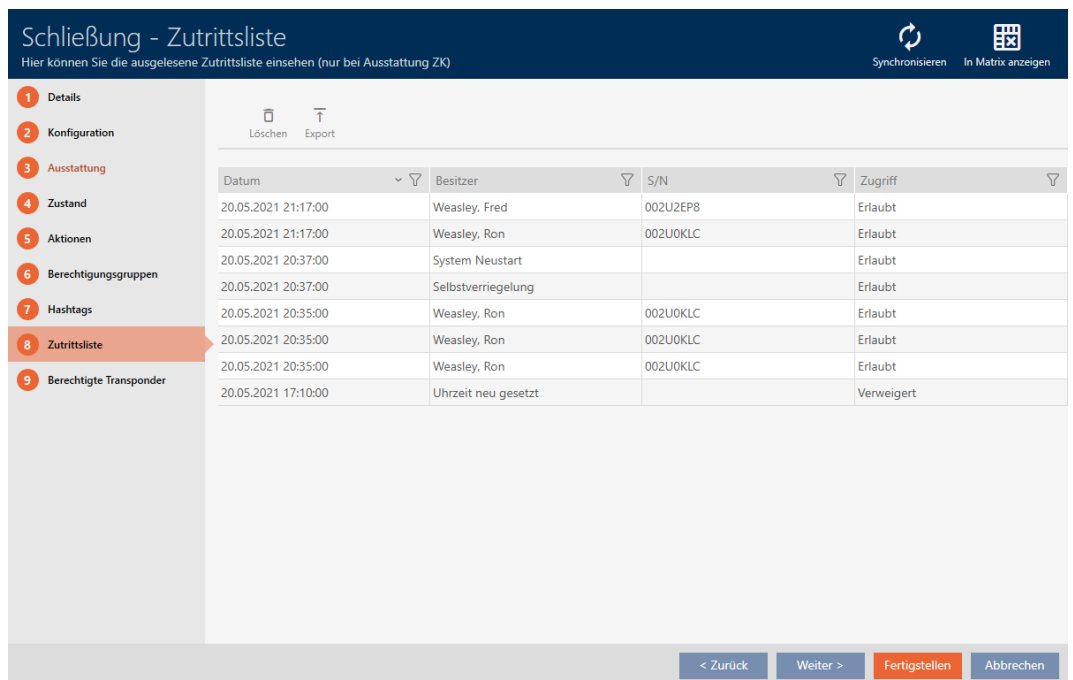 Schließung - Zutrittsliste
Hier können Sie die ausgelesene Zutrittsliste einsehen (nur bei Ausstattung ZK)
Synchronisieren
In Matrix anzeigen
1 Details
2 Konfiguration
3 Ausstattung
4 Zustand
5 Aktionen
6 Berechtigungsgruppen
7 Hashtags
8 Zutrittsliste
9 Berechtigte Transponder
Löschen
Export
Datum Besitzer S/N Zugriff
20.05.2021 21:17:00 Weasley, Fred 002U2EP8 Erlaubt
20.05.2021 21:17:00 Weasley, Ron 002U0KLC Erlaubt
20.05.2021 20:37:00 System Neustart Erlaubt
20.05.2021 20:37:00 Selbstverriegelung Erlaubt
20.05.2021 20:35:00 Weasley, Ron 002U0KLC Erlaubt
20.05.2021 20:35:00 Weasley, Ron 002U0KLC Erlaubt
20.05.2021 20:35:00 Weasley, Ron 002U0KLC Erlaubt
20.05.2021 17:10:00 Uhrzeit neu gesetzt Verweigert
< Zurück
Weiter >
Fertigstellen
Abbrechen